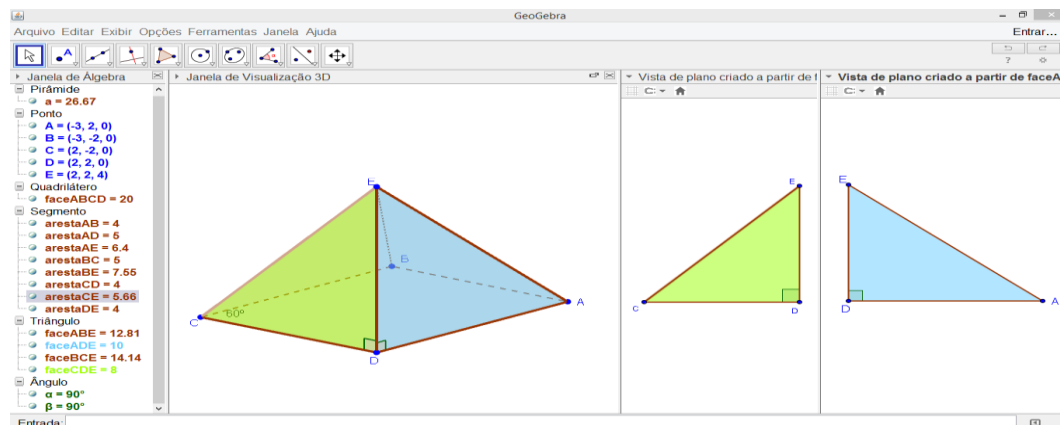 GeoGebra
Arquivo Editar Exibir Opções Ferramentas Janela Ajuda
Entrar...
Janela de Álgebra
Pirâmide
a = 26.67
Ponto
A = (-3, 2, 0)
B = (-3, -2, 0)
C = (2, -2, 0)
D = (2, 2, 0)
E = (2, 2, 4)
Quadrilátero
faceABCD = 20
Segmento
arestaAB = 4
arestaAD = 5
arestaAE = 6.4
arestaBC = 5
arestaBE = 7.55
arestaCD = 4
arestaCE = 5.66
arestaDE = 4
Triângulo
faceABE = 12.81
faceADE = 10
faceBCE = 14.14
faceCDE = 8
Ângulo
α = 90°
β = 90°
Janela de Visualização 3D
E
B
A
C
60º
D
Vista de plano criado a partir de f
E
C
D
Vista de plano criado a partir de faceA
E
D
A
Entrada: